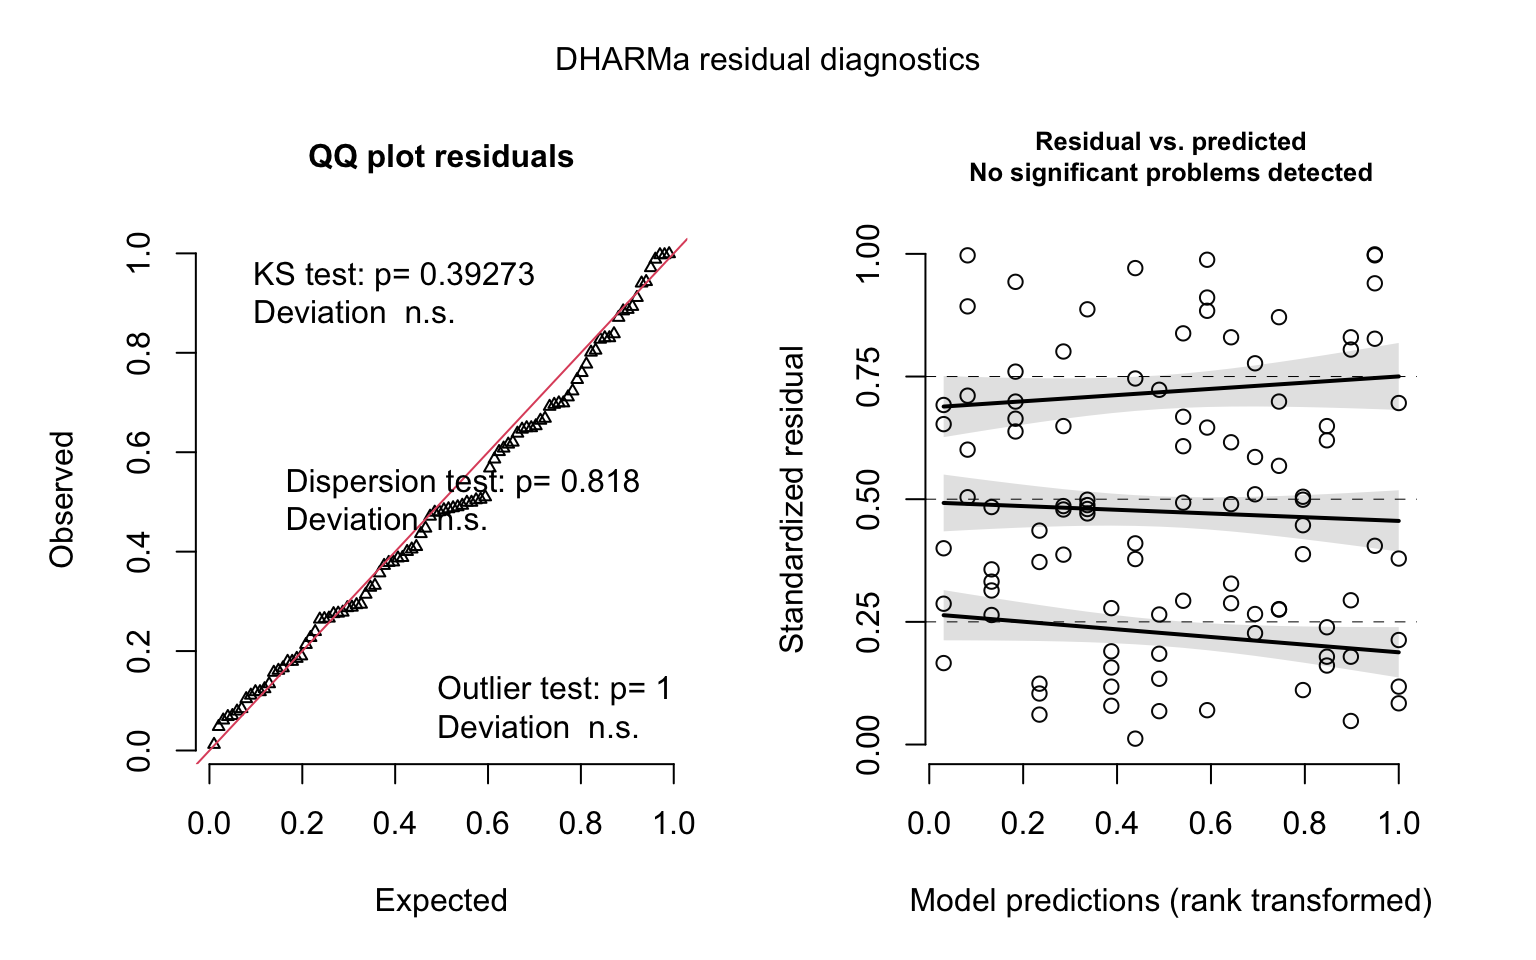 DHARMa residual diagnostics
QQ plot residuals
KS test: p= 0.39273
Deviation  n.s.
Dispersion test: p= 0.818
Deviation  n.s.
Outlier test: p= 1
Deviation  n.s.
Observed
1.0
0.8
0.6
0.4
0.2
0.0
0.0 0.2 0.4 0.6 0.8 1.0
Expected
Residual vs. predicted
No significant problems detected
Standardized residual
1.00
0.75
0.50
0.25
0.00
0.0 0.2 0.4 0.6 0.8 1.0
Model predictions (rank transformed)